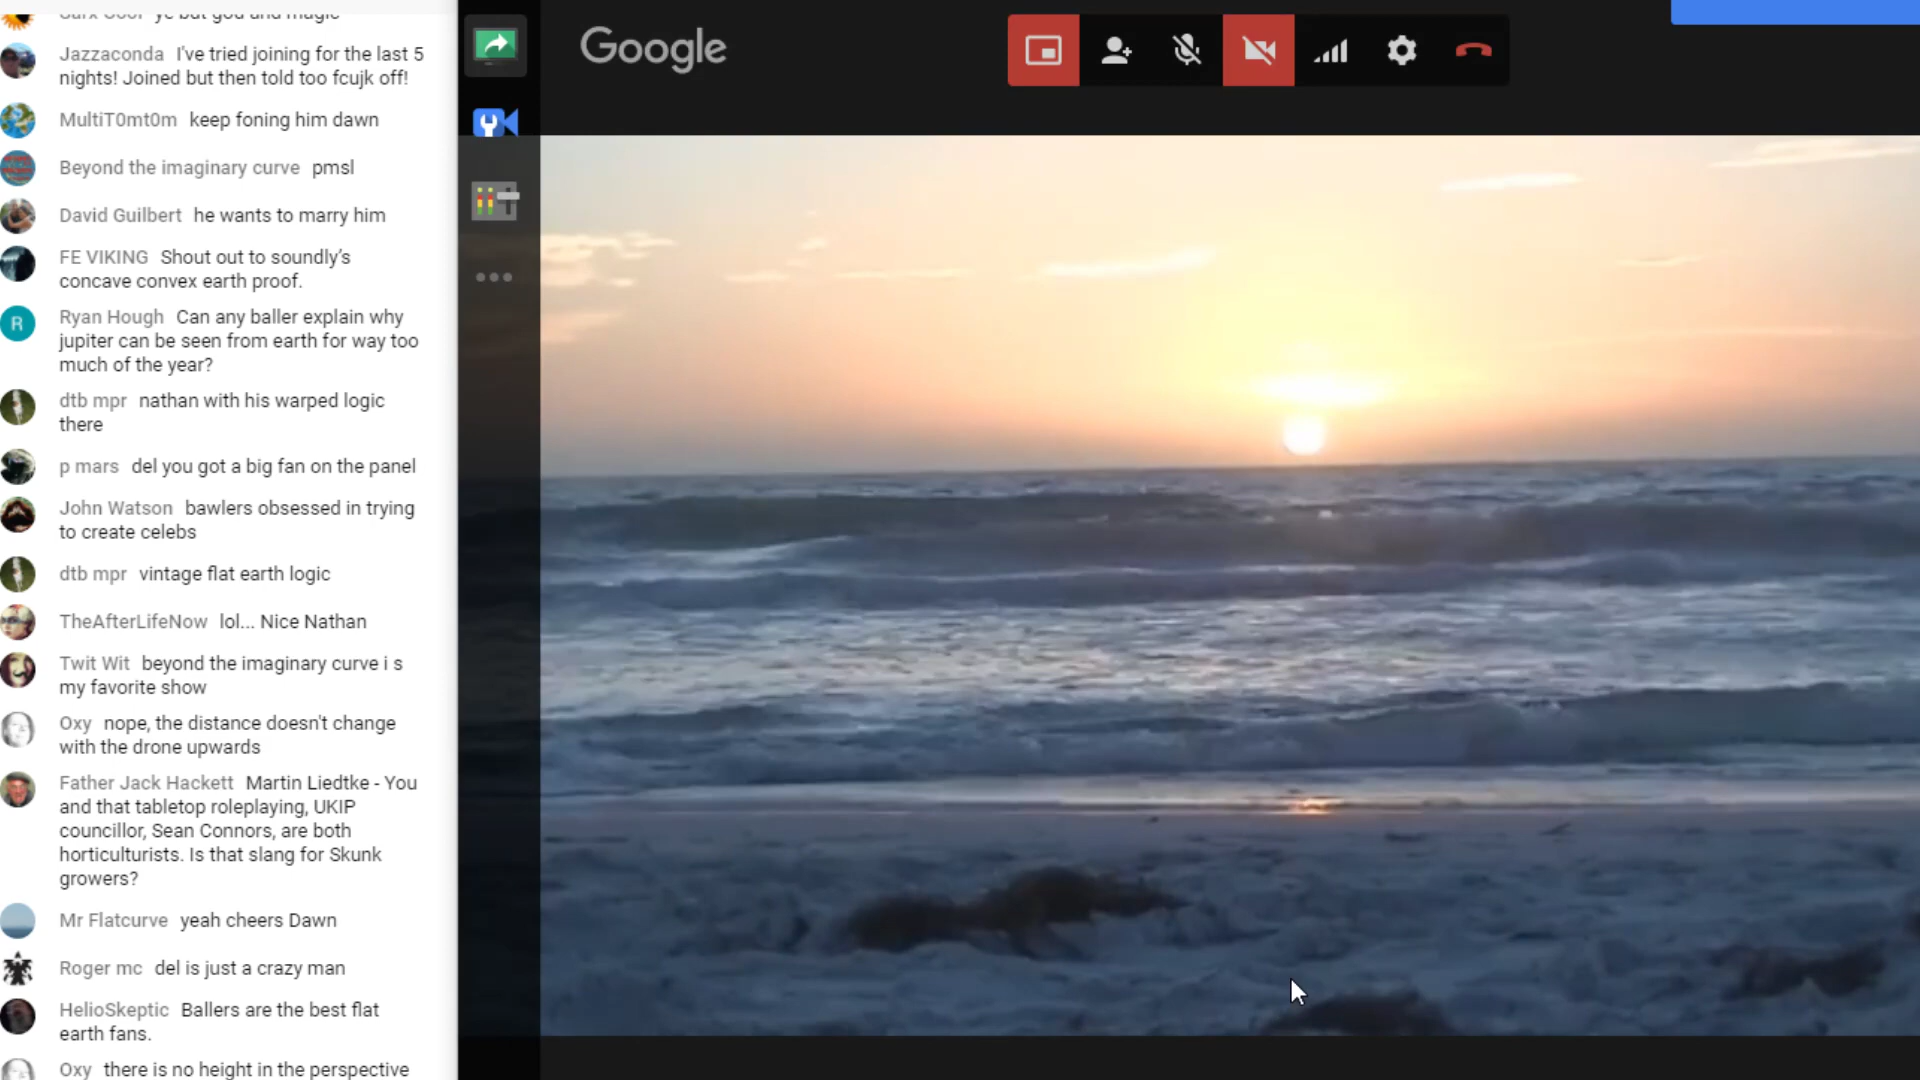 Sarx Cool ye but god and magic
Jazzaconda I've tried joining for the last 5
nights! Joined but then told too fcujk off!
MultiT0mt0m keep foning him dawn
Beyond the imaginary curve pmsl
David Guilbert he wants to marry him
FE VIKING Shout out to soundly’s
concave convex earth proof.
Ryan Hough Can any baller explain why
jupiter can be seen from earth for way too
much of the year?
R
dtb mpr nathan with his warped logic
there
p mars del you got a big fan on the panel
John Watson bawlers obsessed in trying
to create celebs
dtb mpr vintage flat earth logic
TheAfterLifeNow lol... Nice Nathan
Twit Wit beyond the imaginary curve i s
my favorite show
Oxy nope, the distance doesn't change
with the drone upwards
Father Jack Hackett Martin Liedtke - You
and that tabletop roleplaying, UKIP
councillor, Sean Connors, are both
horticulturists. Is that slang for Skunk
growers?
Mr Flatcurve yeah cheers Dawn
Roger mc del is just a crazy man
HelioSkeptic Ballers are the best flat
earth fans.
Oxy there is no height in the perspective
Google